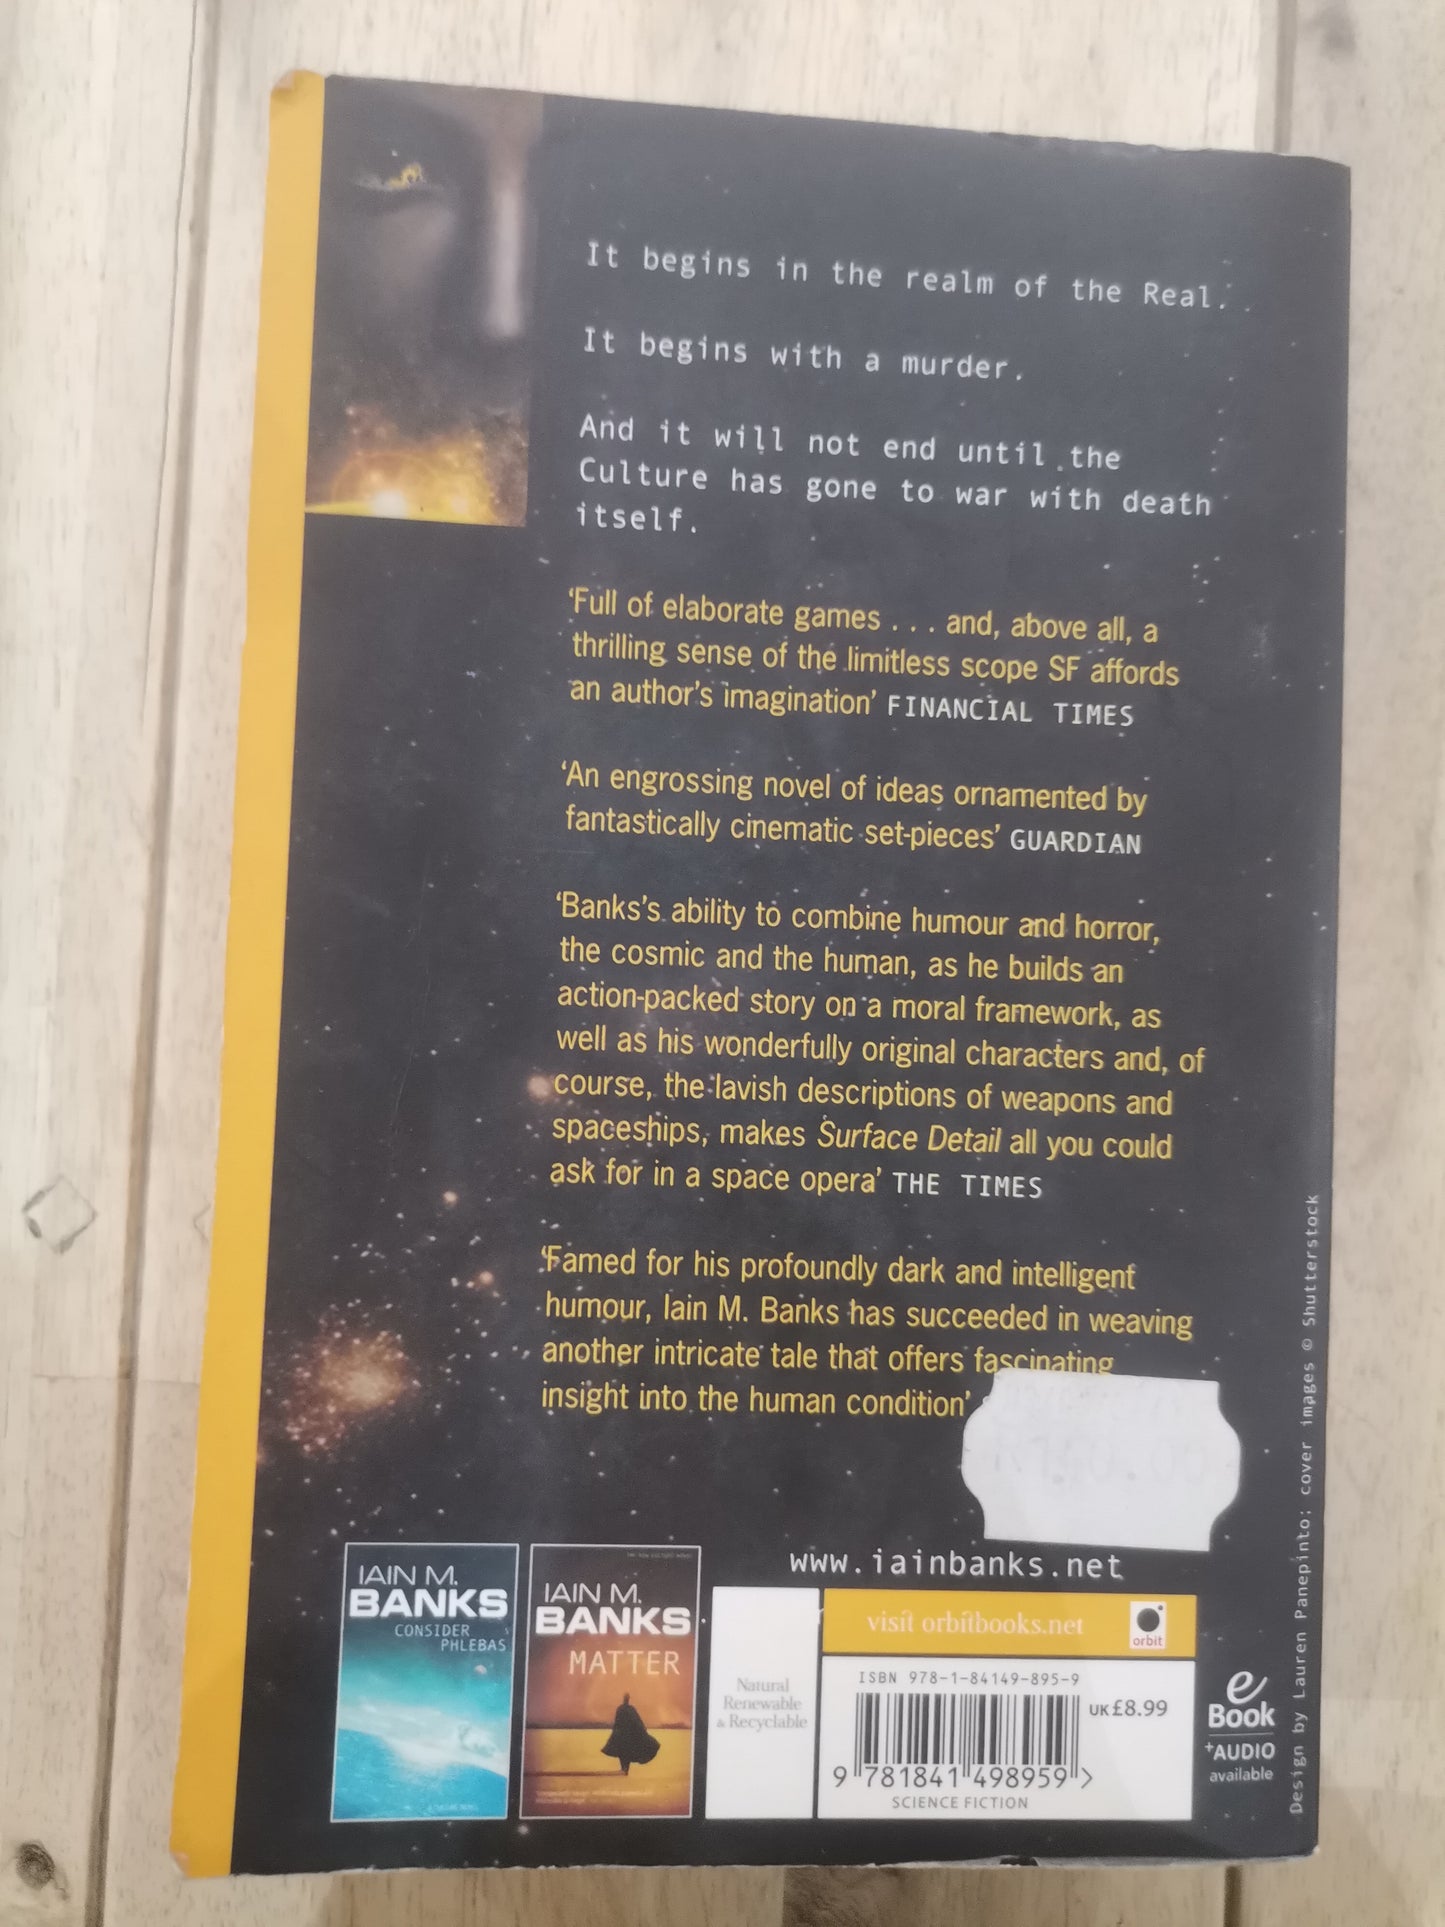 It begins in the realm of the Real.
It begins with a murder.
And it will not end until the
Culture has gone to war with death
itself.
‘Full of elaborate games . . . and, above all, a
thrilling sense of the limitless scope SF affords
an author’s imagination’ FINANCIAL TIMES
‘An engrossing novel of ideas ornamented by
fantastically cinematic set-pieces’ GUARDIAN
‘Banks’s ability to combine humour and horror,
the cosmic and the human, as he builds an
action-packed story on a moral framework, as
well as his wonderfully original characters and, of
course, the lavish descriptions of weapons and
spaceships, makes Surface Detail all you could
ask for in a space opera’ THE TIMES
‘Famed for his profoundly dark and intelligent
humour, Iain M. Banks has succeeded in weaving
another intricate tale that offers fascinating
insight into the human condition’
www.iainbanks.net
IAIN M.
BANKS
CONSIDER
PHLEBAS
IAIN M.
BANKS
MATTER
Natural
Renewable
& Recyclable
visit orbitbooks.net
orbit
ISBN 978-1-84149-895-9
UK £8.99
9 781841 498959 >
SCIENCE FICTION
e
Book
+AUDIO
available
Design by Lauren Panepinto; cover images © Shutterstock